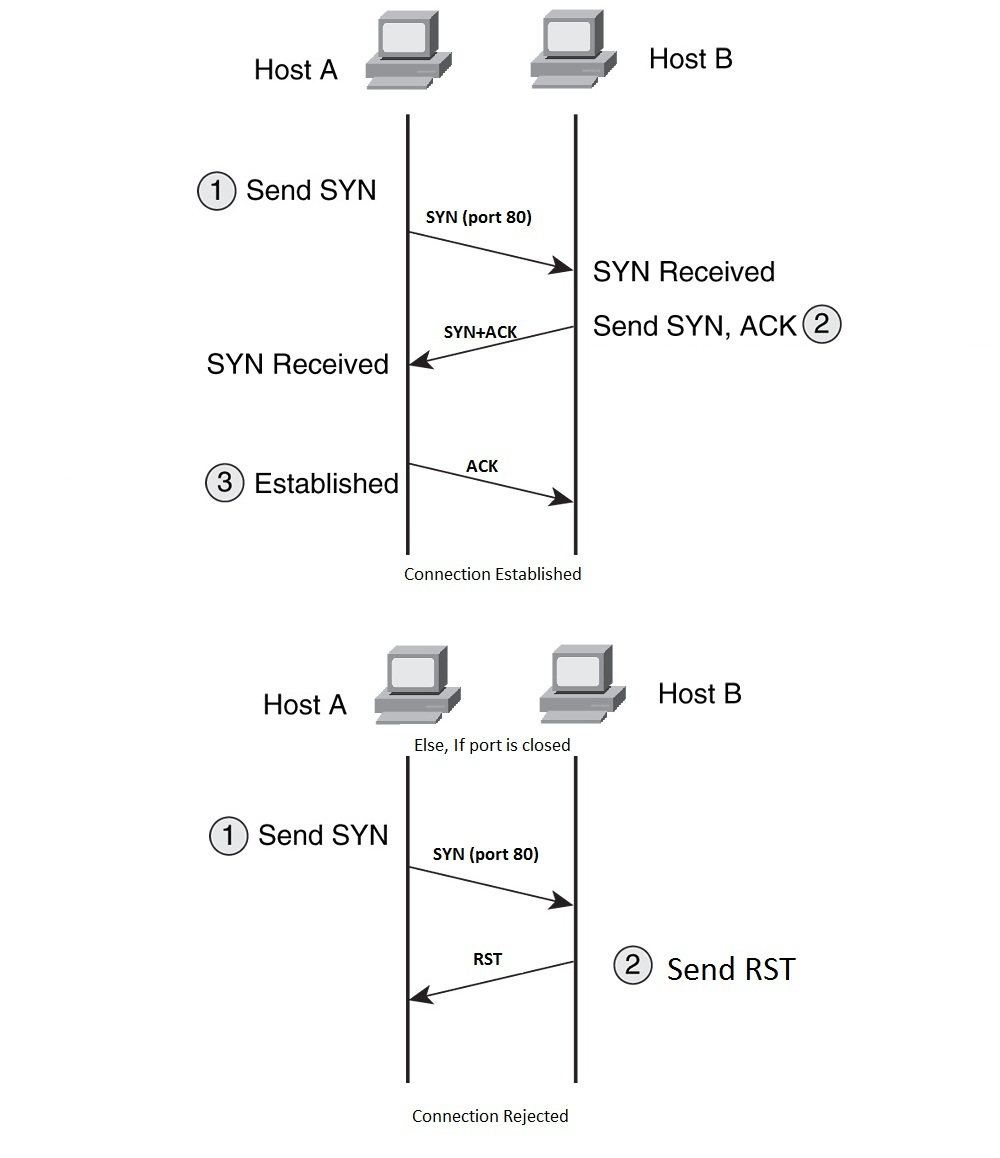 Host A
Host B
1 Send SYN
SYN (port 80)
SYN Received
SYN+ACK
Send SYN, ACK 2
SYN Received
ACK
3 Established
Connection Established
Host A
Host B
Else, If port is closed
1 Send SYN
SYN (port 80)
RST
2 Send RST
Connection Rejected